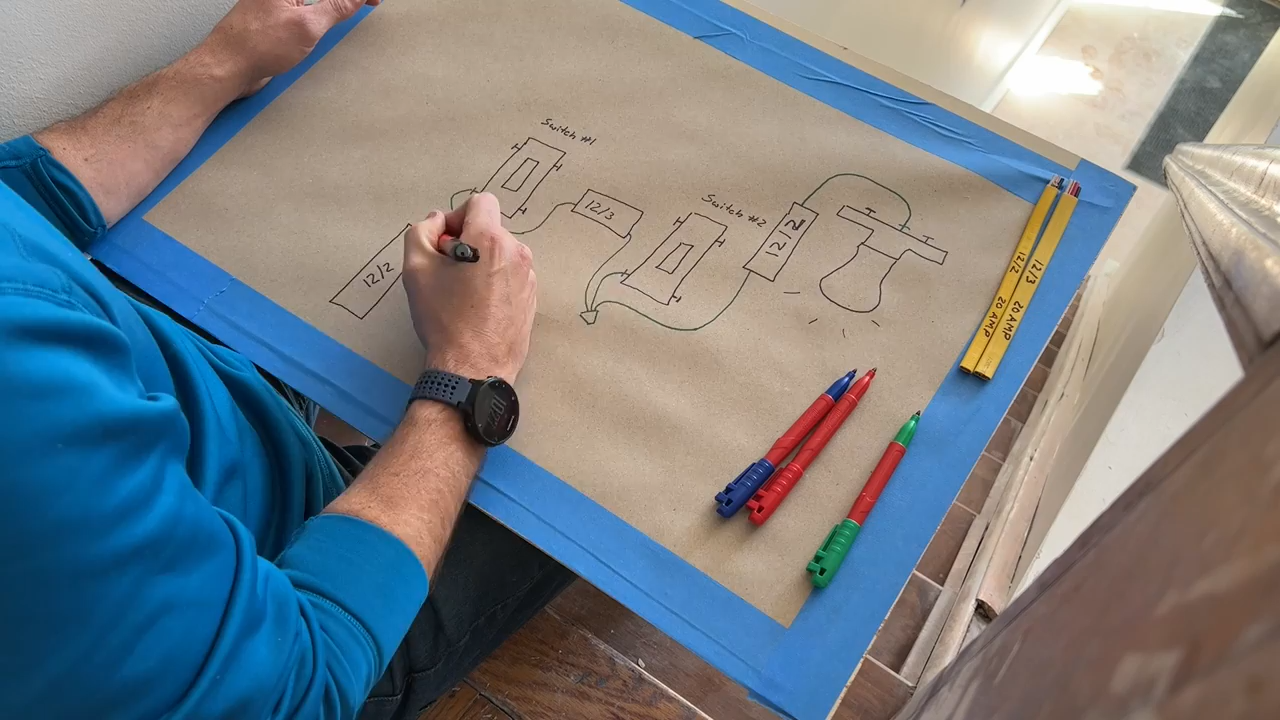 Switch #1
12/2
12/3
Switch #2
12/2
12/2 20 AMP
12/3 20 AMP